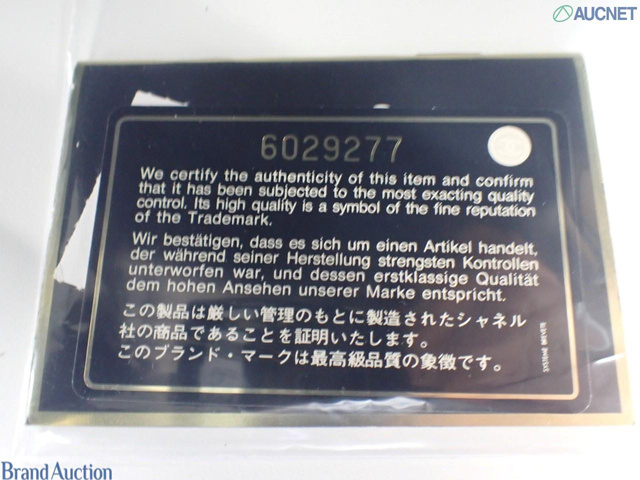 AUCNET
6029277
We certify the authenticity of this item and confirm
that it has been subjected to the most exacting quality
control. Its high quality is a symbol of the fine reputation
of the Trademark.
Wir bestätigen, dass es sich um einen Artikel handelt,
der während seiner Herstellung strengsten Kontrollen
unterworfen war, und dessen erstklassige Qualität
dem hohen Ansehen unserer Marke entspricht.
この製品は厳しい管理のもとに製造されたシャネル
社の商品であることを証明いたします。
このブランド・マークは最高級品質の象徴です。
Brand Auction